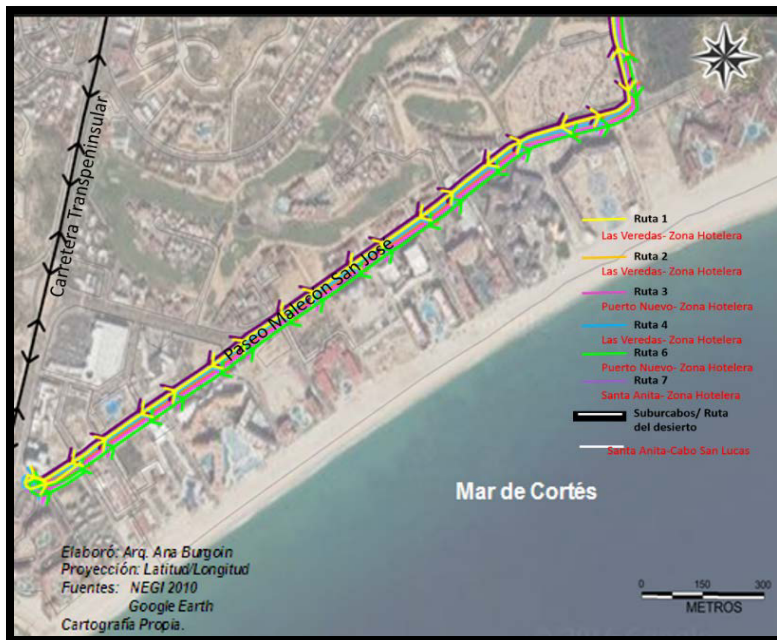 Carretera Transpeninsular
Paseo Malecon San Jose
Ruta 1
Las Veredas- Zona Hotelera
Ruta 2
Las Veredas- Zona Hotelera
Ruta 3
Puerto Nuevo- Zona Hotelera
Ruta 4
Las Veredas- Zona Hotelera
Ruta 6
Puerto Nuevo- Zona Hotelera
Ruta 7
Santa Anita- Zona Hotelera
Suburcabos/ Ruta
del desierto
Santa Anita-Cabo San Lucas
Mar de Cortés
Elaboró: Arq. Ana Burgoin
Proyección: Latitud/Longitud
Fuentes: NEGI 2010
Google Earth
Cartografía Propia.
0 150 300
METROS